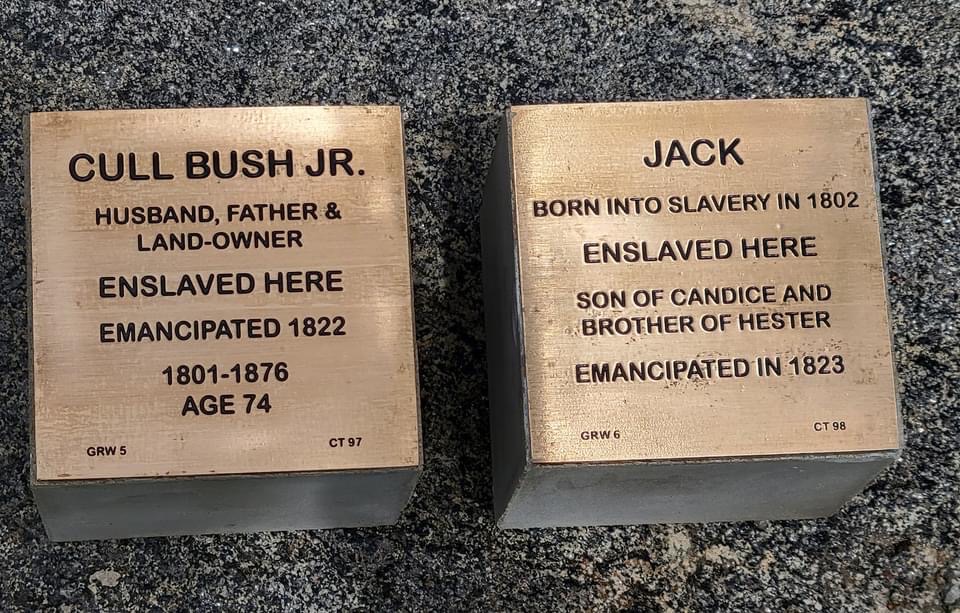 CULL BUSH JR.
HUSBAND, FATHER &
LAND-OWNER
ENSLAVED HERE
EMANCIPATED 1822
1801-1876
AGE 74
GRW 5
CT 97
JACK
BORN INTO SLAVERY IN 1802
ENSLAVED HERE
SON OF CANDICE AND
BROTHER OF HESTER
EMANCIPATED IN 1823
GRW 6
CT 98